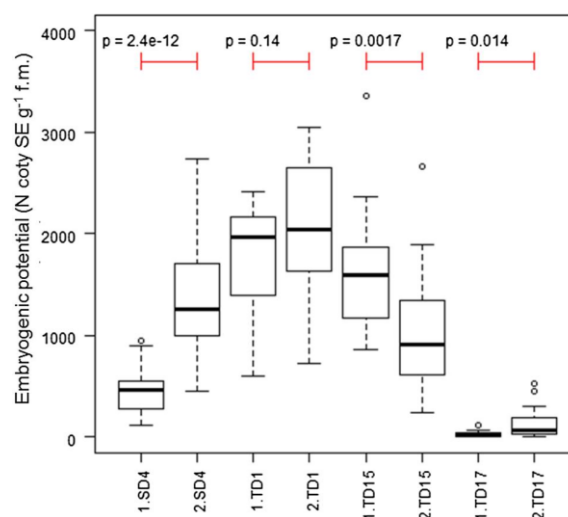 Embryogenic potential (N coty SE g⁻¹ f.m.)
4000
3000
2000
1000
0
p = 2.4e-12 p = 0.14 p = 0.0017 p = 0.014
1.SD4
2.SD4
1.TD1
2.TD1
1.TD15
2.TD15
1.TD17
2.TD17